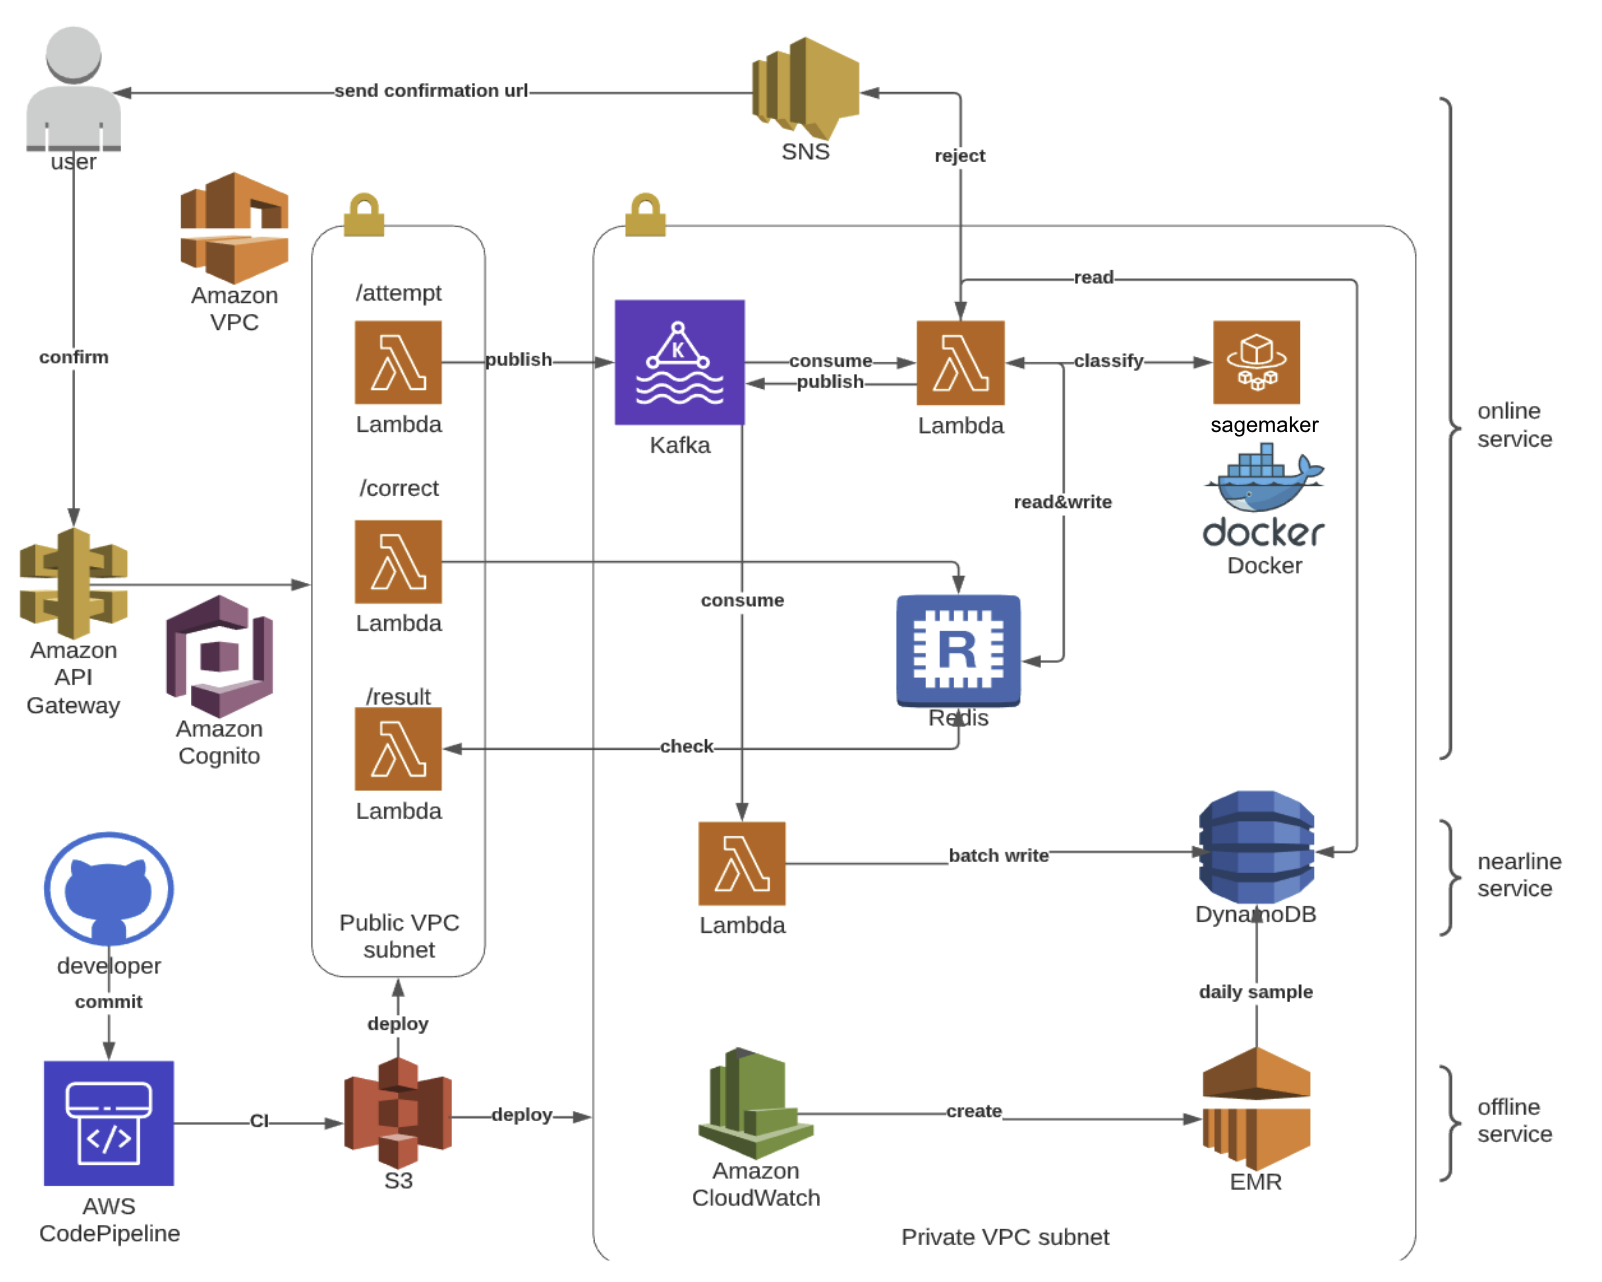 send confirmation url
user
SNS
reject
Amazon
VPC
confirm
/attempt
read
Lambda
publish
K
Kafka
consume
publish
Lambda
classify
sagemaker
docker
Docker
online
service
/correct
Lambda
read&write
consume
R
Redis
Amazon
API
Gateway
Amazon
Cognito
/result
Lambda
check
Lambda
batch write
DynamoDB
nearline
service
Public VPC
subnet
developer
commit
deploy
daily sample
</>
AWS
CodePipeline
CI
S3
deploy
Amazon
CloudWatch
create
EMR
offline
service
Private VPC subnet